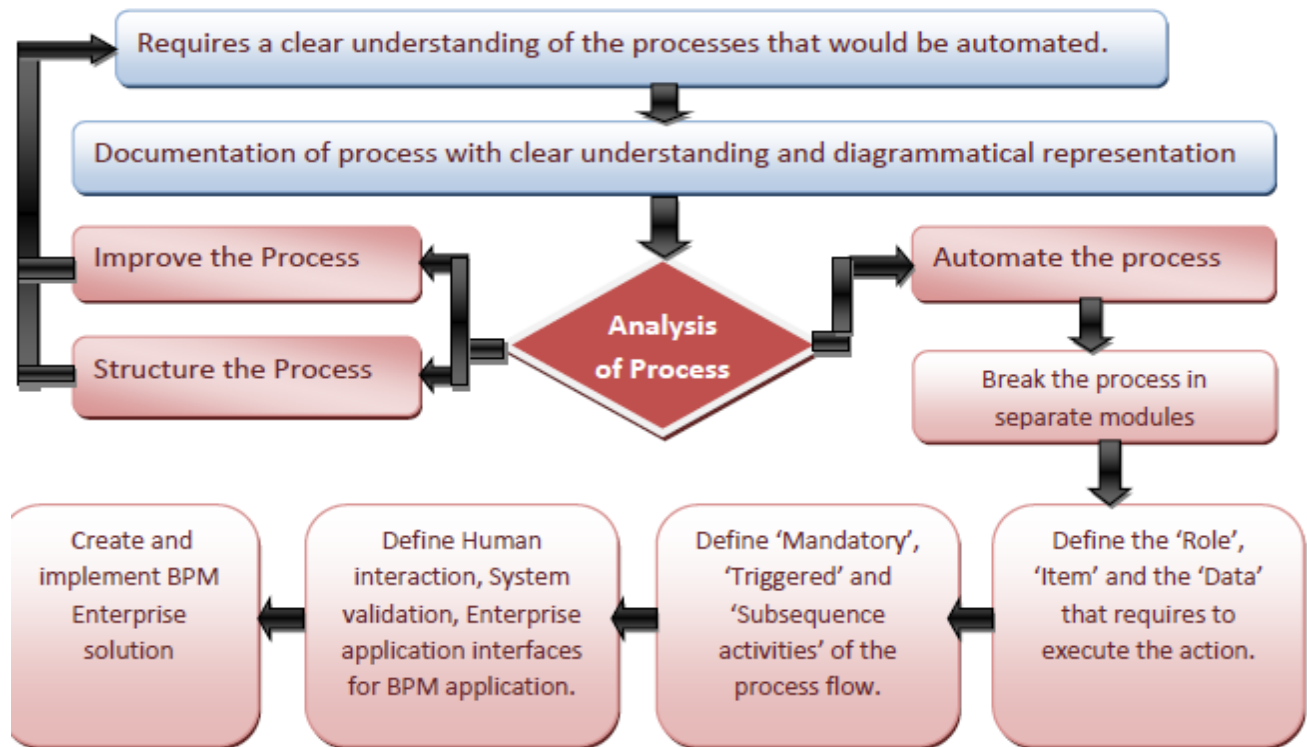 Requires a clear understanding of the processes that would be automated.
Documentation of process with clear understanding and diagrammatical representation
Improve the Process
Structure the Process
Analysis
of Process
Automate the process
Break the process in
separate modules
Define the ‘Role’,
‘Item’ and the ‘Data’
that requires to
execute the action.
Define ‘Mandatory’,
‘Triggered’ and
‘Subsequence
activities’ of the
process flow.
Define Human
interaction, System
validation, Enterprise
application interfaces
for BPM application.
Create and
implement BPM
Enterprise
solution